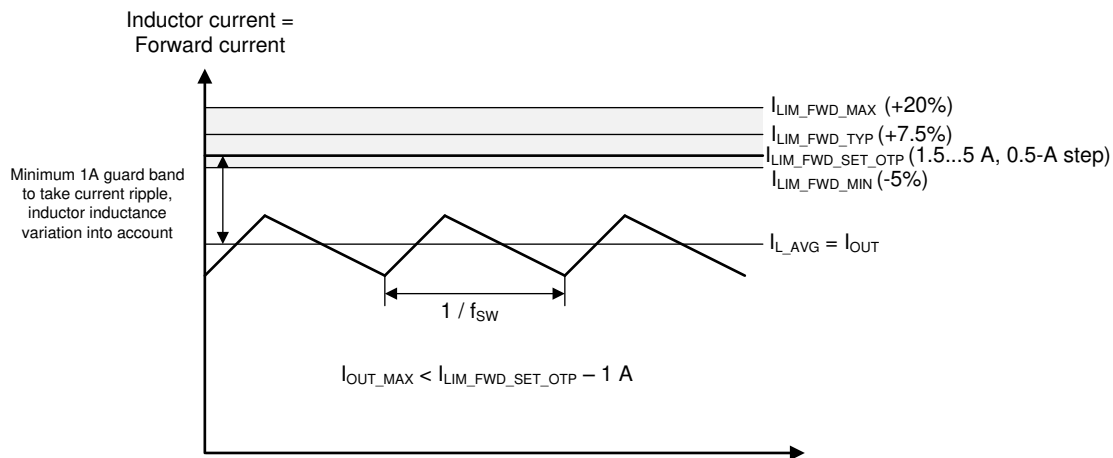 Inductor current =
Forward current
I_LIM_FWD_MAX (+20%)
I_LIM_FWD_TYP (+7.5%)
I_LIM_FWD_SET_OTP (1.5...5 A, 0.5-A step)
I_LIM_FWD_MIN (-5%)
Minimum 1A guard band
to take current ripple,
inductor inductance
variation into account
I_L_AVG = I_OUT
1 / f_SW
I_OUT_MAX < I_LIM_FWD_SET_OTP – 1 A